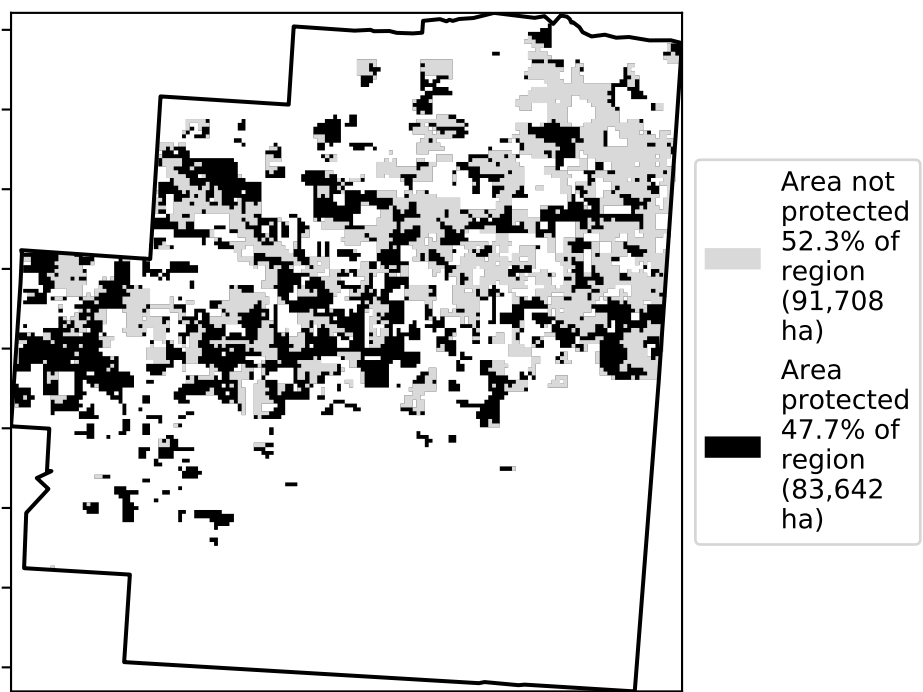 Area not
protected
52.3% of
region
(91,708
ha)
Area
protected
47.7% of
region
(83,642
ha)